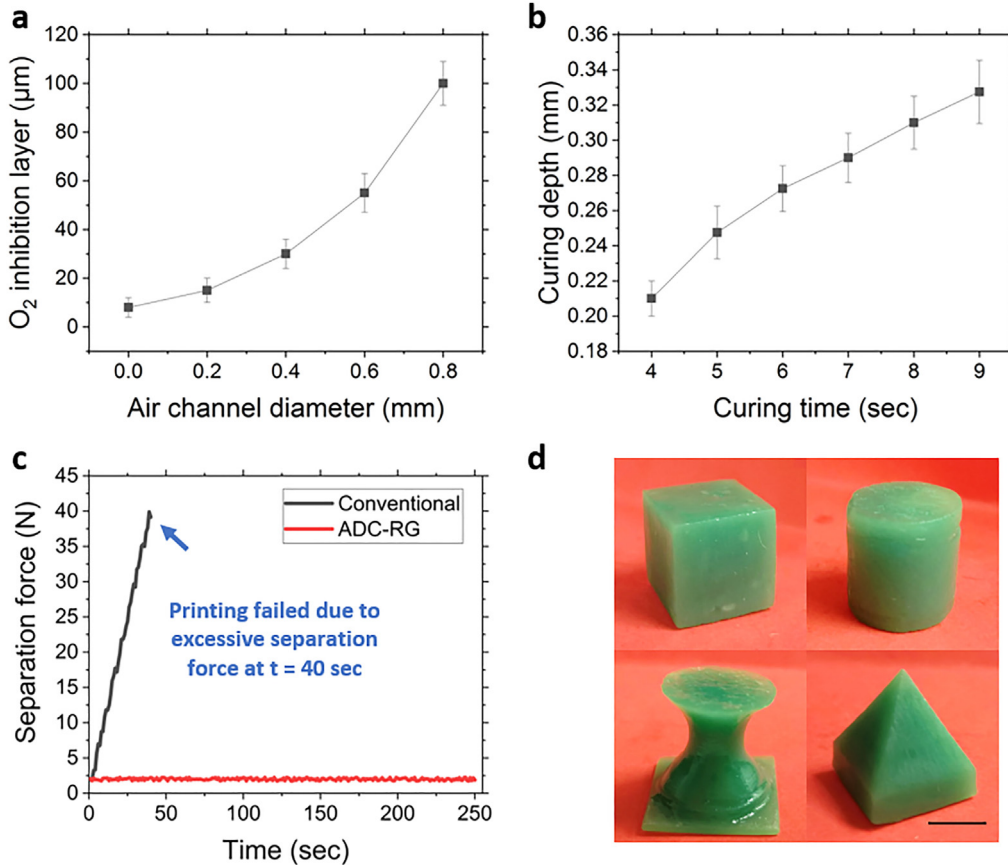 a
120
100
80
60
40
20
0
O₂ inhibition layer (μm)
0.0 0.2 0.4 0.6 0.8
Air channel diameter (mm)
b
0.36
0.32
0.28
0.26
0.24
0.22
0.20
0.18
Curing depth (mm)
4 5 6 7 8 9
Curing time (sec)
c
45
40
35
30
25
20
15
10
5
0
Separation force (N)
Conventional
ADC-RG
Printing failed due to
excessive separation
force at t = 40 sec
0 50 100 150 200 250
Time (sec)
d